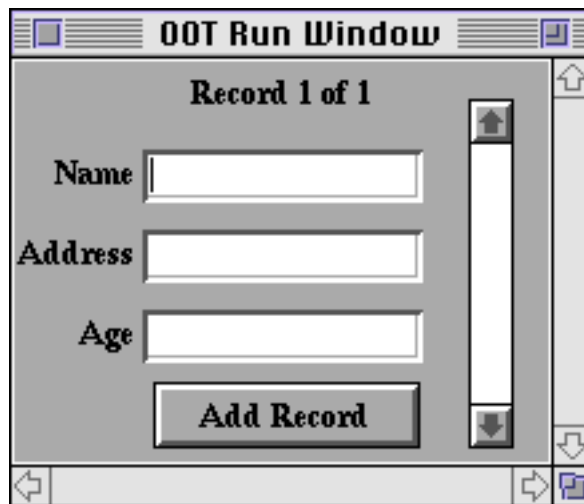 OOT Run Window
Record 1 of 1
Name
Address
Age
Add Record